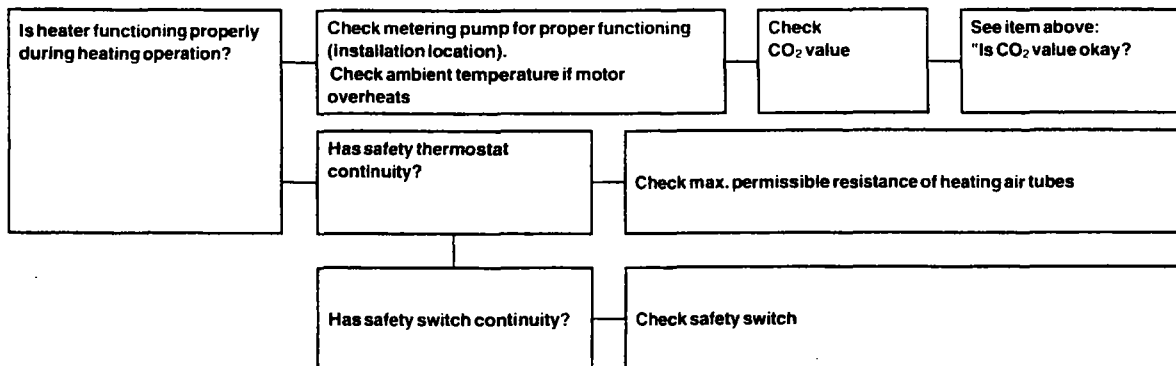 Is heater functioning properly
during heating operation?
Check metering pump for proper functioning
(installation location).
Check ambient temperature if motor
overheats
Check
CO₂ value
See item above:
"Is CO₂ value okay?
Has safety thermostat
continuity?
Check max. permissible resistance of heating air tubes
Has safety switch continuity?
Check safety switch